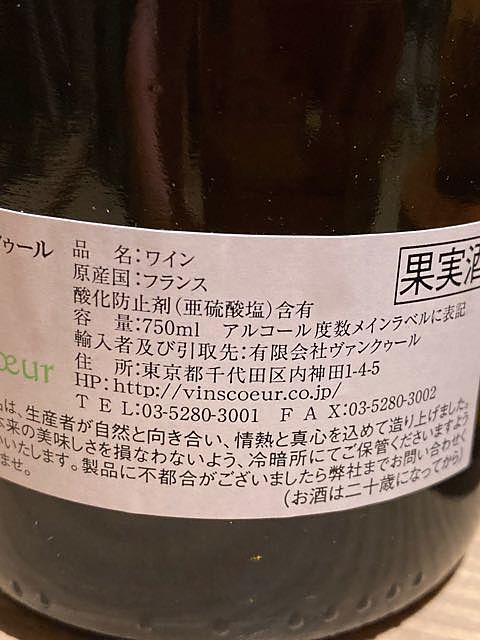 ゥール
œur
品 名:ワイン
果実酒
原産国:フランス
酸化防止剤(亜硫酸塩)含有
容 量:750ml アルコール度数メインラベルに表記
輸入者及び引取先:有限会社ヴァンクゥール
住 所:東京都千代田区内神田1-4-5
HP:http://vinscoeur.co.jp/
TEL:03-5280-3001 FAX:03-5280-3002
は、生産者が自然と向き合い、情熱と真心を込めて造り上げました。
本来の美味しさを損なわないよう、冷暗所にてご保管くださいますよう
いいたします。製品に不都合がございましたら弊社までお問い合わせく
ませ。
(お酒は二十歳になってから)